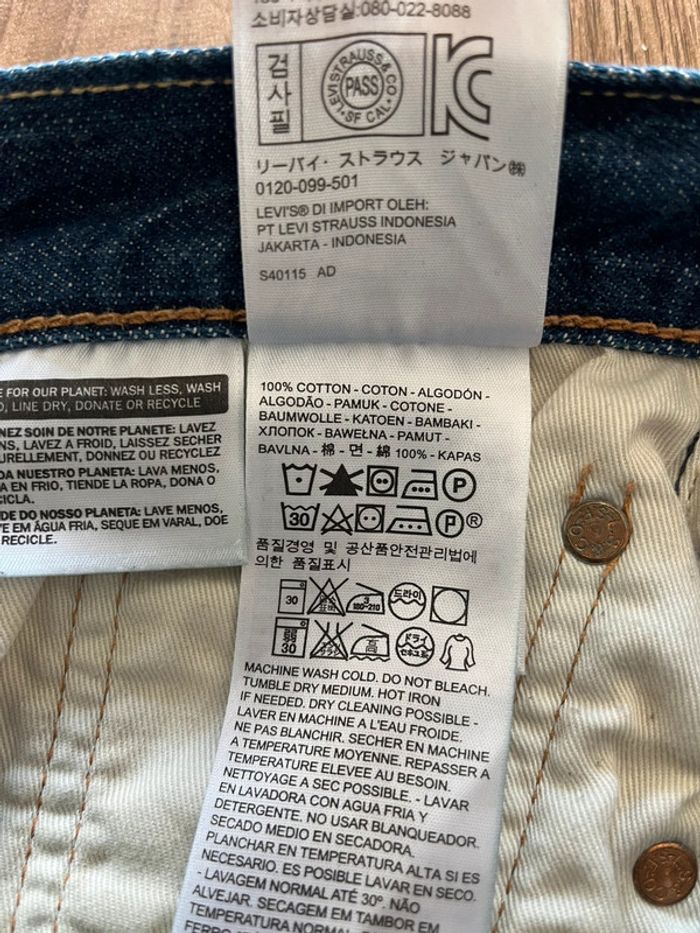 소비자상담실:080-022-8088
검사필
LEVI STRAUSS & CO
PASS
SF CAL.
リーバイ・ストラウス ジャパン㈱
0120-099-501
LEVI'S® DI IMPORT OLEH:
PT LEVI STRAUSS INDONESIA
JAKARTA - INDONESIA
S40115 AD
FOR OUR PLANET: WASH LESS, WASH
LINE DRY, DONATE OR RECYCLE
SOIN DE NOTRE PLANETE: LAVEZ
LAVEZ A FROID, LAISSEZ SECHER
DONNEZ OU RECYCLEZ
NUESTRO PLANETA: LAVA MENOS,
EN FRIO, TIENDE LA ROPA, DONA O
DO NOSSO PLANETA: LAVE MENOS,
EM ÁGUA FRIA, SEQUE EM VARAL, DOE
RECICLE.
100% COTTON - COTON - ALGODÓN -
ALGODÃO - PAMUK - COTONE -
BAUMWOLLE - KATOEN - BAMBAKI -
ХЛОПОК - BAWEŁNA - PAMUT -
BAVLNA - 棉 - 면 - 綿 100% - KAPAS
P
30 P ®
품질경영 및 공산품안전관리법에
의한 품질표시
30 3 180-210 드라이
弱 30 高 ドライ
MACHINE WASH COLD. DO NOT BLEACH.
TUMBLE DRY MEDIUM. HOT IRON
IF NEEDED. DRY CLEANING POSSIBLE -
LAVER EN MACHINE A L'EAU FROIDE.
NE PAS BLANCHIR. SECHER EN MACHINE
A TEMPERATURE MOYENNE. REPASSER A
TEMPERATURE ELEVEE AU BESOIN.
NETTOYAGE A SEC POSSIBLE. - LAVAR
EN LAVADORA CON AGUA FRIA Y
DETERGENTE. NO USAR BLANQUEADOR.
SECADO MEDIO EN SECADORA.
PLANCHAR EN TEMPERATURA ALTA SI ES
NECESARIO. ES POSIBLE LAVAR EN SECO.
- LAVAGEM NORMAL ATÉ 30º. NÃO
ALVEJAR. SECAGEM EM TAMBOR EM
TEMPERATURA NORMAL